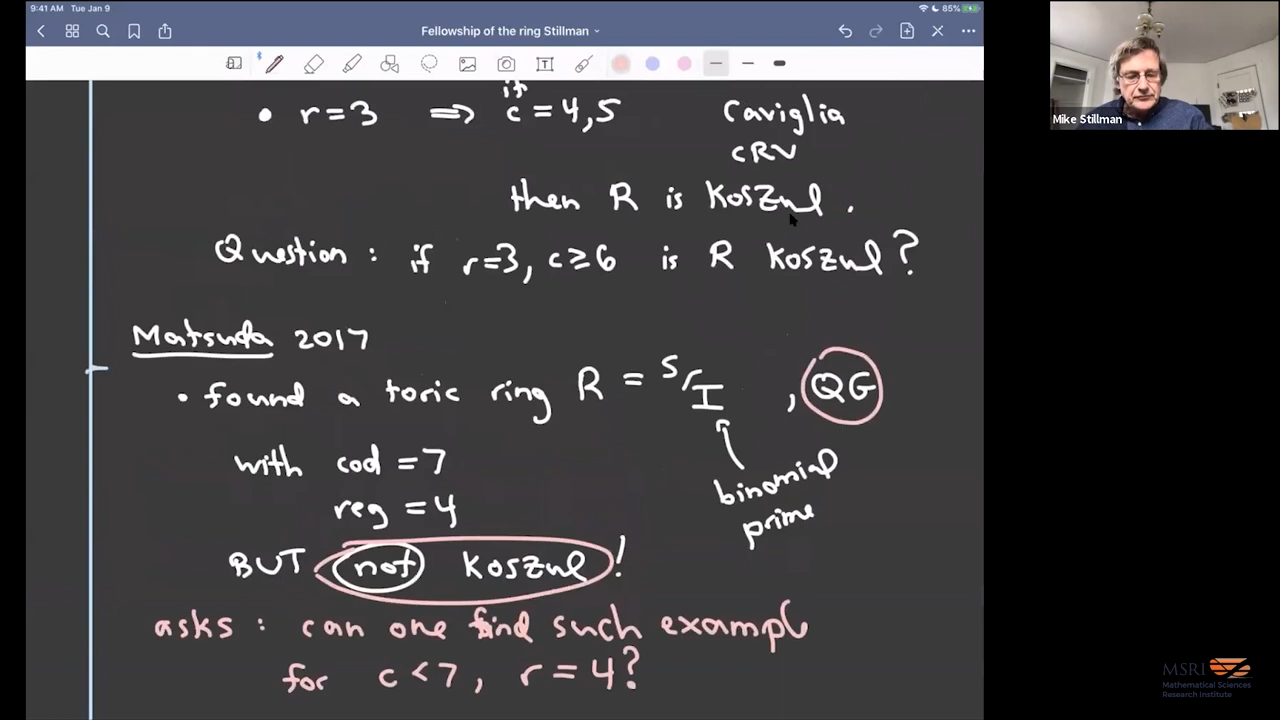 9:41 AM Tue Jan 9
85%
Fellowship of the ring Stillman
T
if
• r=3 ⟹ c=4,5 Caviglia
CRV
then R is Koszul.
Question: if r=3, c≥6 is R Koszul?
Matsuda 2017
• found a toric ring R = S/I, QG
with cod = 7
binomial
reg = 4
prime
BUT not Koszul!
asks: can one find such example
for c<7, r=4?
Mike Stillman
MSRI
Mathematical Sciences
Research Institute